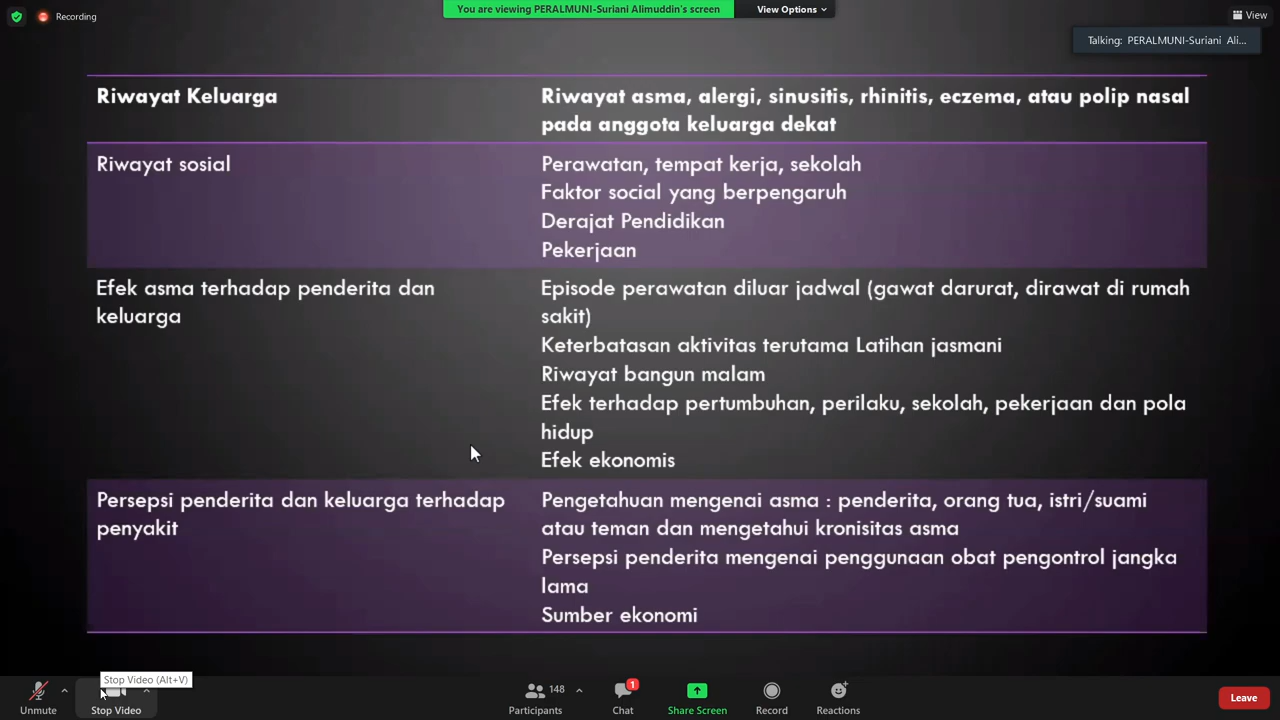 Recording
You are viewing PERALMUNI-Suriani Alimuddin's screen
View Options
View
Talking: PERALMUNI-Suriani Ali...
Riwayat Keluarga
Riwayat asma, alergi, sinusitis, rhinitis, eczema, atau polip nasal
pada anggota keluarga dekat
Riwayat sosial
Perawatan, tempat kerja, sekolah
Faktor social yang berpengaruh
Derajat Pendidikan
Pekerjaan
Efek asma terhadap penderita dan
keluarga
Episode perawatan diluar jadwal (gawat darurat, dirawat di rumah
sakit)
Keterbatasan aktivitas terutama Latihan jasmani
Riwayat bangun malam
Efek terhadap pertumbuhan, perilaku, sekolah, pekerjaan dan pola
hidup
Efek ekonomis
Persepsi penderita dan keluarga terhadap
penyakit
Pengetahuan mengenai asma : penderita, orang tua, istri/suami
atau teman dan mengetahui kronisitas asma
Persepsi penderita mengenai penggunaan obat pengontrol jangka
lama
Sumber ekonomi
Stop Video (Alt+V)
Unmute
Stop Video
148
Participants
1
Chat
Share Screen
Record
Reactions
Leave